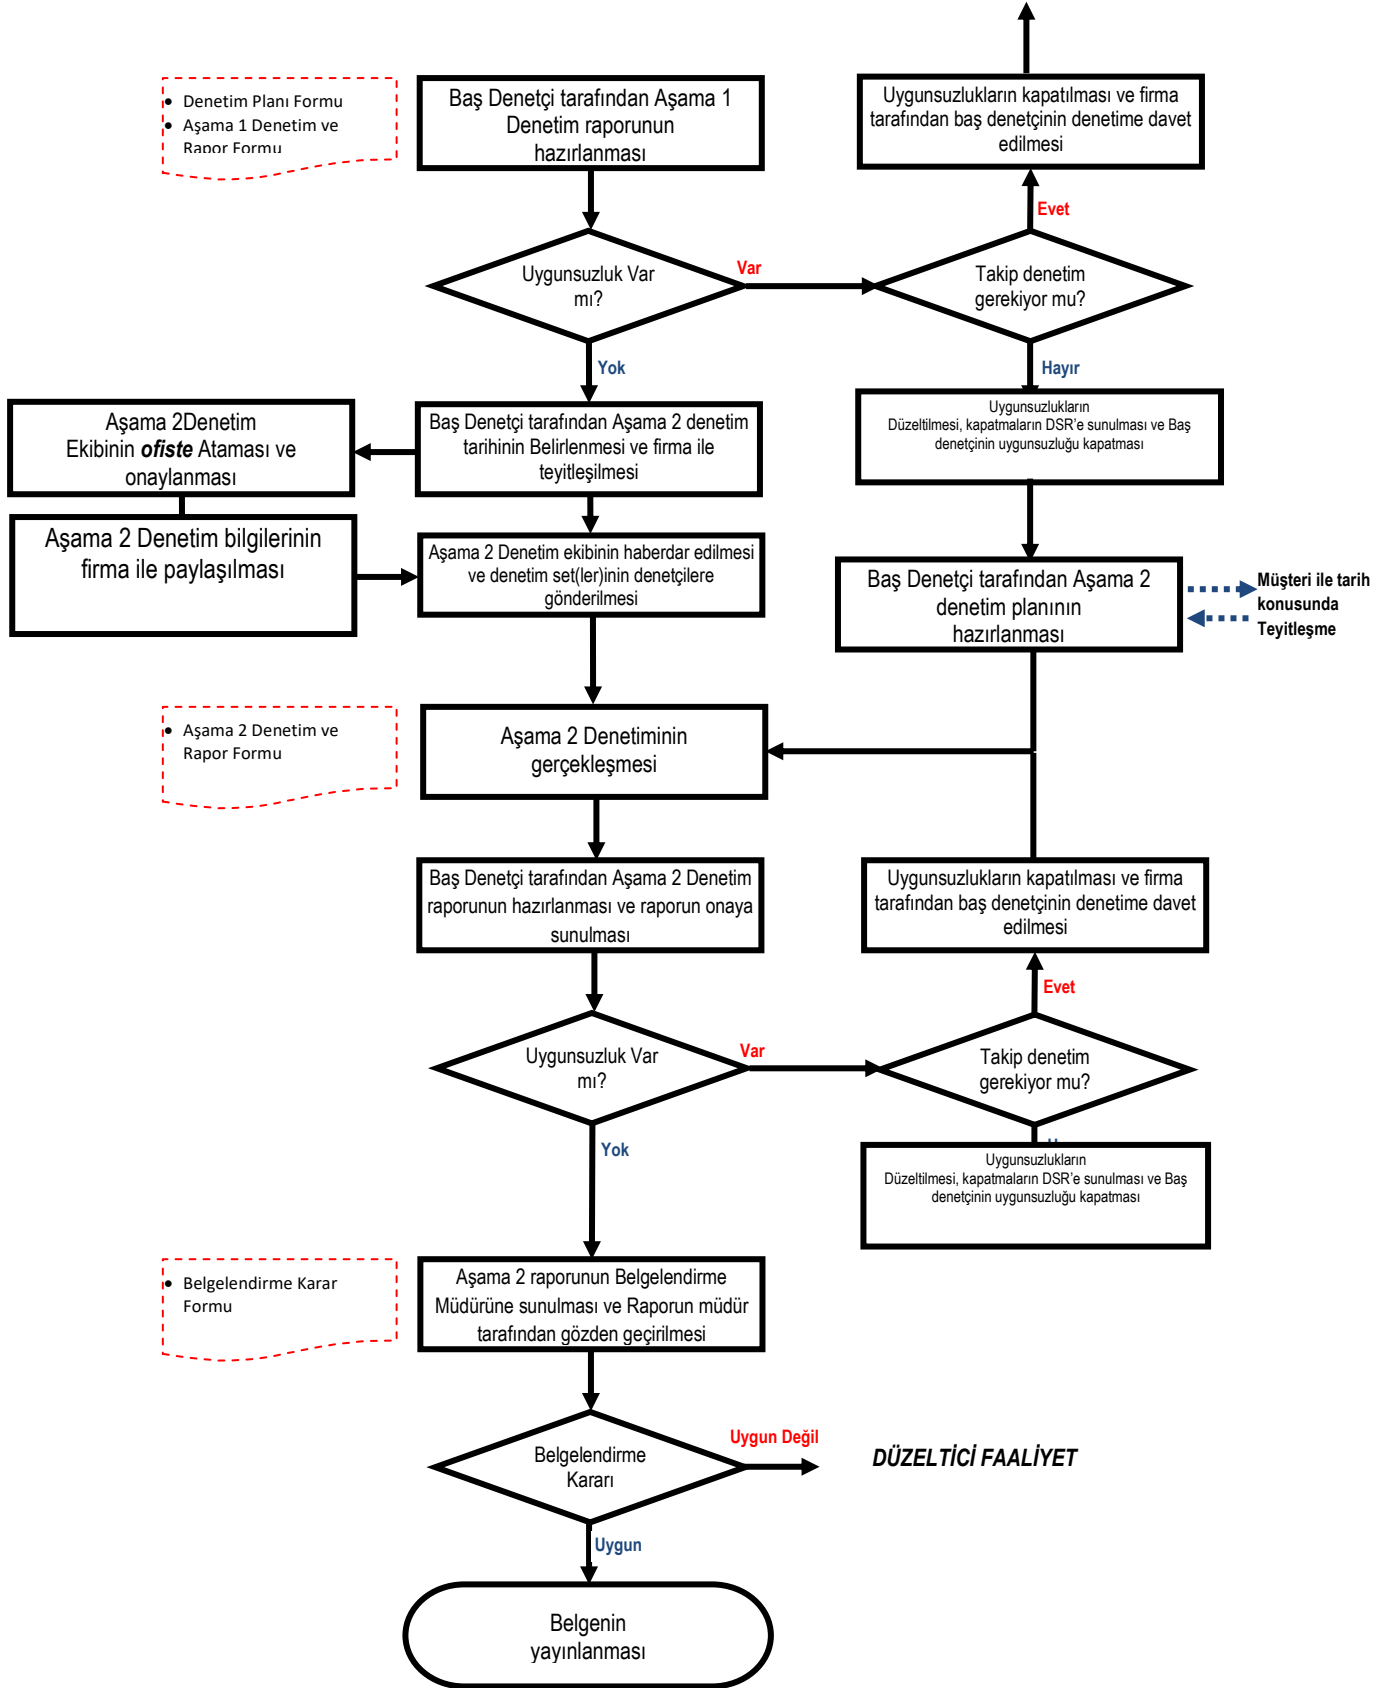 • Denetim Planı Formu
• Aşama 1 Denetim ve
Rapor Formu
Baş Denetçi tarafından Aşama 1
Denetim raporunun
hazırlanması
Uygunsuzlukların kapatılması ve firma
tarafından baş denetçinin denetime davet
edilmesi
Evet
Uygunsuzluk Var
mı?
Var
Takip denetim
gerekiyor mu?
Yok
Hayır
Aşama 2Denetim
Ekibinin ofiste Ataması ve
onaylanması
Baş Denetçi tarafından Aşama 2 denetim
tarihinin Belirlenmesi ve firma ile
teyitleşilmesi
Uygunsuzlukların
Düzeltilmesi, kapatmaların DSR'e sunulması ve Baş
denetçinin uygunsuzluğu kapatması
Aşama 2 Denetim bilgilerinin
firma ile paylaşılması
Aşama 2 Denetim ekibinin haberdar edilmesi
ve denetim set(ler)inin denetçilere
gönderilmesi
Baş Denetçi tarafından Aşama 2
denetim planının
hazırlanması
Müşteri ile tarih
konusunda
Teyitleşme
• Aşama 2 Denetim ve
Rapor Formu
Aşama 2 Denetiminin
gerçekleşmesi
Baş Denetçi tarafından Aşama 2 Denetim
raporunun hazırlanması ve raporun onaya
sunulması
Uygunsuzlukların kapatılması ve firma
tarafından baş denetçinin denetime davet
edilmesi
Evet
Uygunsuzluk Var
mı?
Var
Takip denetim
gerekiyor mu?
Yok
Uygunsuzlukların
Düzeltilmesi, kapatmaların DSR'e sunulması ve Baş
denetçinin uygunsuzluğu kapatması
• Belgelendirme Karar
Formu
Aşama 2 raporunun Belgelendirme
Müdürüne sunulması ve Raporun müdür
tarafından gözden geçirilmesi
Belgelendirme
Kararı
Uygun Değil
DÜZELTİCİ FAALİYET
Uygun
Belgenin
yayınlanması